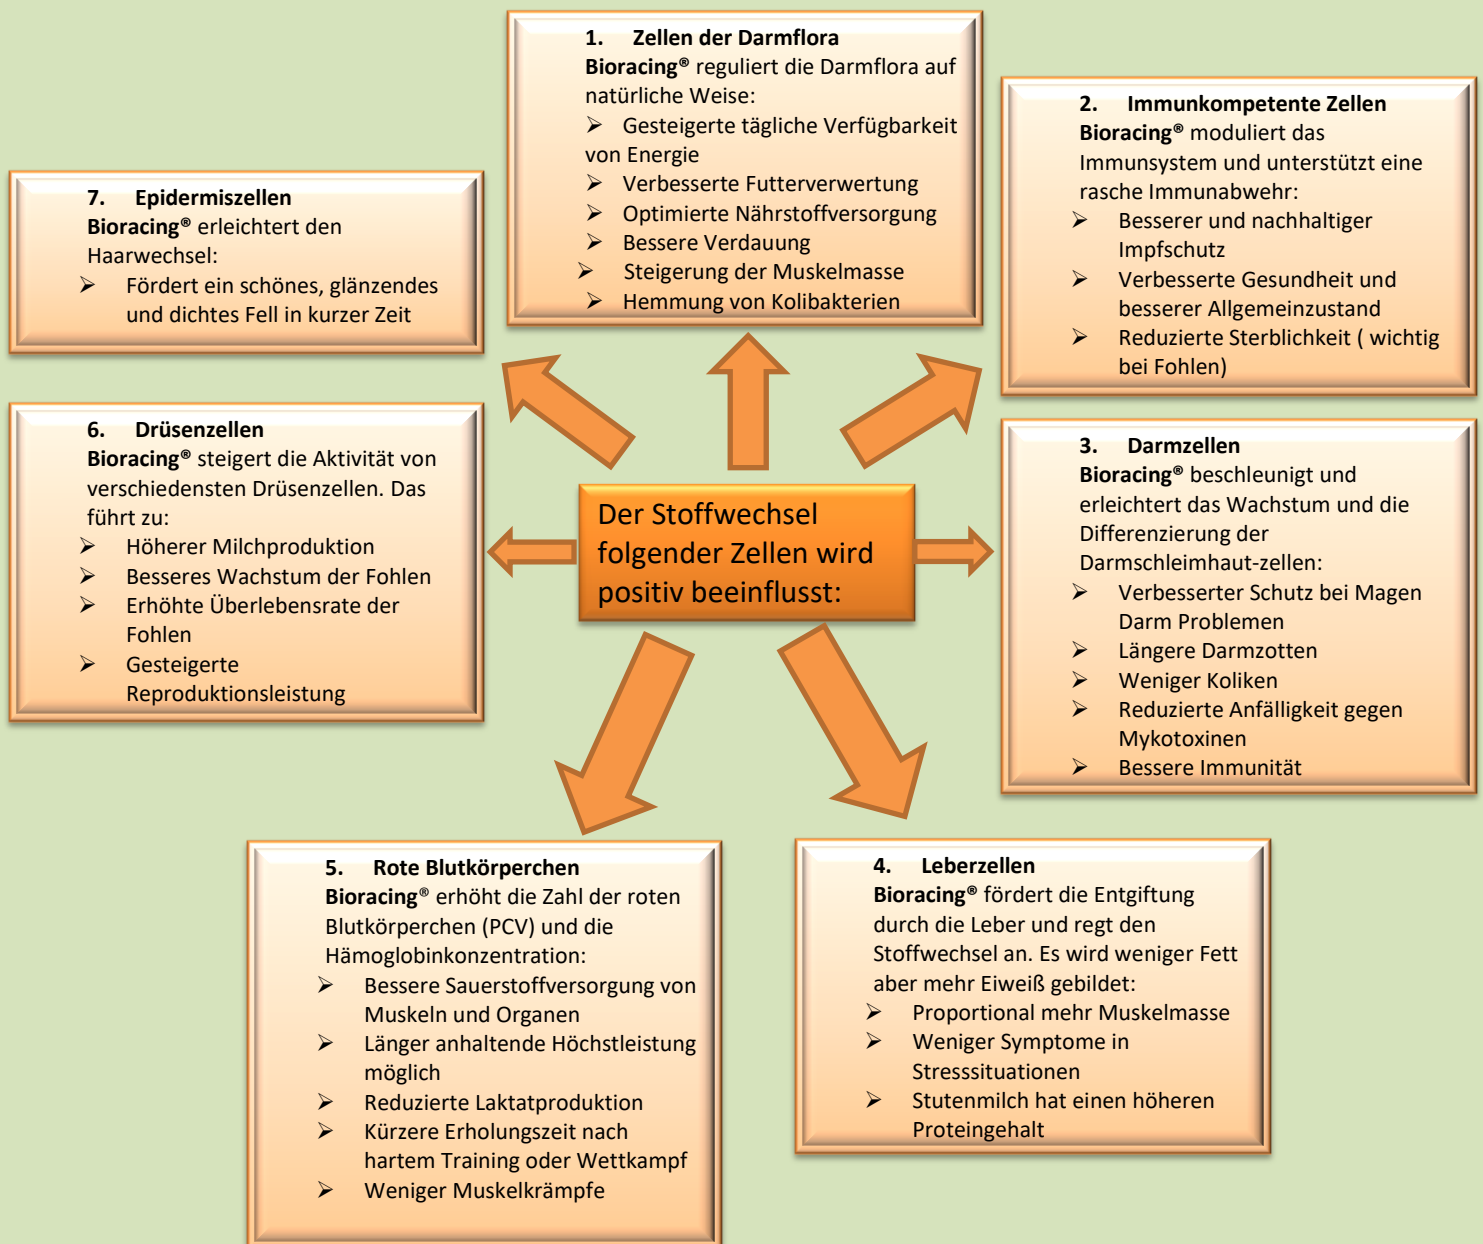 1. Zellen der Darmflora
Bioracing® reguliert die Darmflora auf
natürliche Weise:
➢ Gesteigerte tägliche Verfügbarkeit
von Energie
➢ Verbesserte Futterverwertung
➢ Optimierte Nährstoffversorgung
➢ Bessere Verdauung
➢ Steigerung der Muskelmasse
➢ Hemmung von Kolibakterien
2. Immunkompetente Zellen
Bioracing® moduliert das
Immunsystem und unterstützt eine
rasche Immunabwehr:
➢ Besserer und nachhaltiger
Impfschutz
➢ Verbesserte Gesundheit und
besserer Allgemeinzustand
➢ Reduzierte Sterblichkeit ( wichtig
bei Fohlen)
3. Darmzellen
Bioracing® beschleunigt und
erleichtert das Wachstum und die
Differenzierung der
Darmschleimhaut-zellen:
➢ Verbesserter Schutz bei Magen
Darm Problemen
➢ Längere Darmzotten
➢ Weniger Koliken
➢ Reduzierte Anfälligkeit gegen
Mykotoxinen
➢ Bessere Immunität
4. Leberzellen
Bioracing® fördert die Entgiftung
durch die Leber und regt den
Stoffwechsel an. Es wird weniger Fett
aber mehr Eiweiß gebildet:
➢ Proportional mehr Muskelmasse
➢ Weniger Symptome in
Stresssituationen
➢ Stutenmilch hat einen höheren
Proteingehalt
5. Rote Blutkörperchen
Bioracing® erhöht die Zahl der roten
Blutkörperchen (PCV) und die
Hämoglobinkonzentration:
➢ Bessere Sauerstoffversorgung von
Muskeln und Organen
➢ Länger anhaltende Höchstleistung
möglich
➢ Reduzierte Laktatproduktion
➢ Kürzere Erholungszeit nach
hartem Training oder Wettkampf
➢ Weniger Muskelkrämpfe
6. Drüsenzellen
Bioracing® steigert die Aktivität von
verschiedensten Drüsenzellen. Das
führt zu:
➢ Höherer Milchproduktion
➢ Besseres Wachstum der Fohlen
➢ Erhöhte Überlebensrate der
Fohlen
➢ Gesteigerte
Reproduktionsleistung
7. Epidermiszellen
Bioracing® erleichtert den
Haarwechsel:
➢ Fördert ein schönes, glänzendes
und dichtes Fell in kurzer Zeit
Der Stoffwechsel
folgender Zellen wird
positiv beeinflusst: